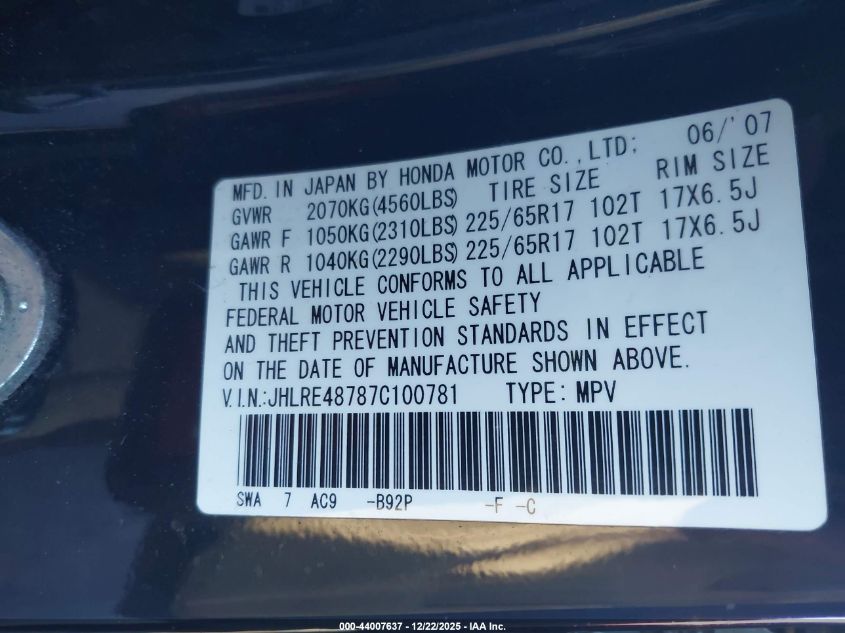 MFD. IN JAPAN BY HONDA MOTOR CO., LTD; 06/'07
GVWR 2070KG(4560LBS) TIRE SIZE RIM SIZE
GAWR F 1050KG(2310LBS) 225/65R17 102T 17X6.5J
GAWR R 1040KG(2290LBS) 225/65R17 102T 17X6.5J
THIS VEHICLE CONFORMS TO ALL APPLICABLE
FEDERAL MOTOR VEHICLE SAFETY
AND THEFT PREVENTION STANDARDS IN EFFECT
ON THE DATE OF MANUFACTURE SHOWN ABOVE.
V.I.N.:JHLRE48787C100781 TYPE: MPV
SWA 7 AC9 -B92P -F -C
000-44007637 - 12/22/2025 - IAA Inc.